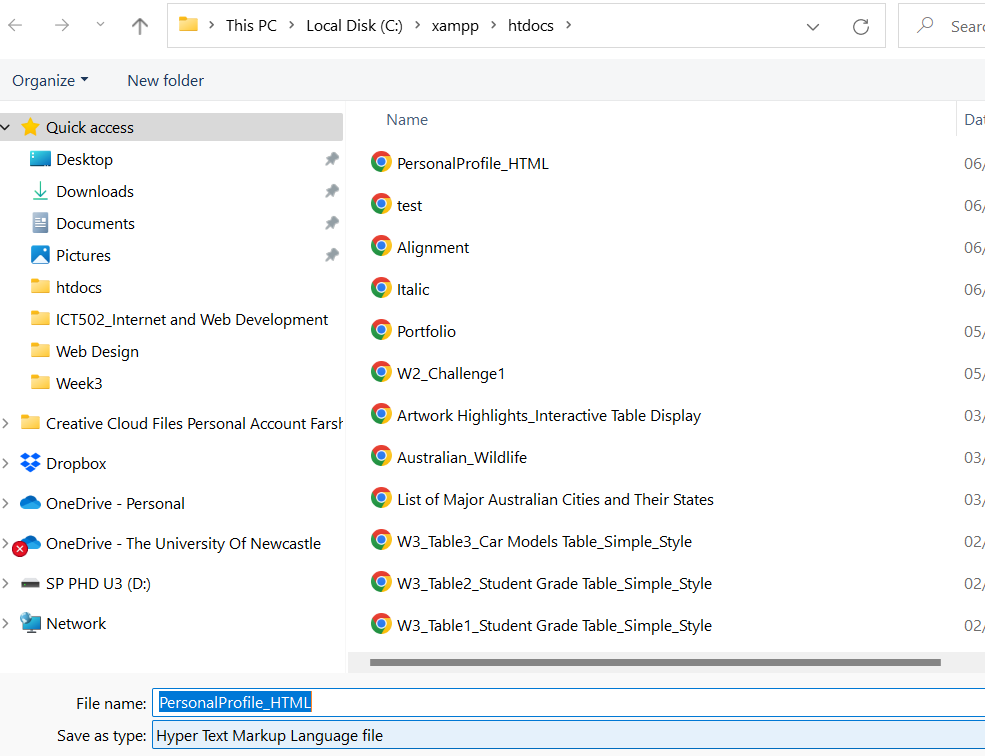 This PC > Local Disk (C:) > xampp > htdocs >
Organize
New folder
Name
Quick access
Desktop
Downloads
Documents
Pictures
htdocs
ICT502_Internet and Web Development
Web Design
Week3
Creative Cloud Files Personal Account Farsh
Dropbox
OneDrive - Personal
OneDrive - The University Of Newcastle
SP PHD U3 (D:)
Network
PersonalProfile_HTML 06/
test 06/
Alignment 06/
Italic 06/
Portfolio 05/
W2_Challenge1 05/
Artwork Highlights_Interactive Table Display 03/
Australian_Wildlife 03/
List of Major Australian Cities and Their States 03/
W3_Table3_Car Models Table_Simple_Style 02/
W3_Table2_Student Grade Table_Simple_Style 02/
W3_Table1_Student Grade Table_Simple_Style 02/
File name: PersonalProfile_HTML
Save as type: Hyper Text Markup Language file